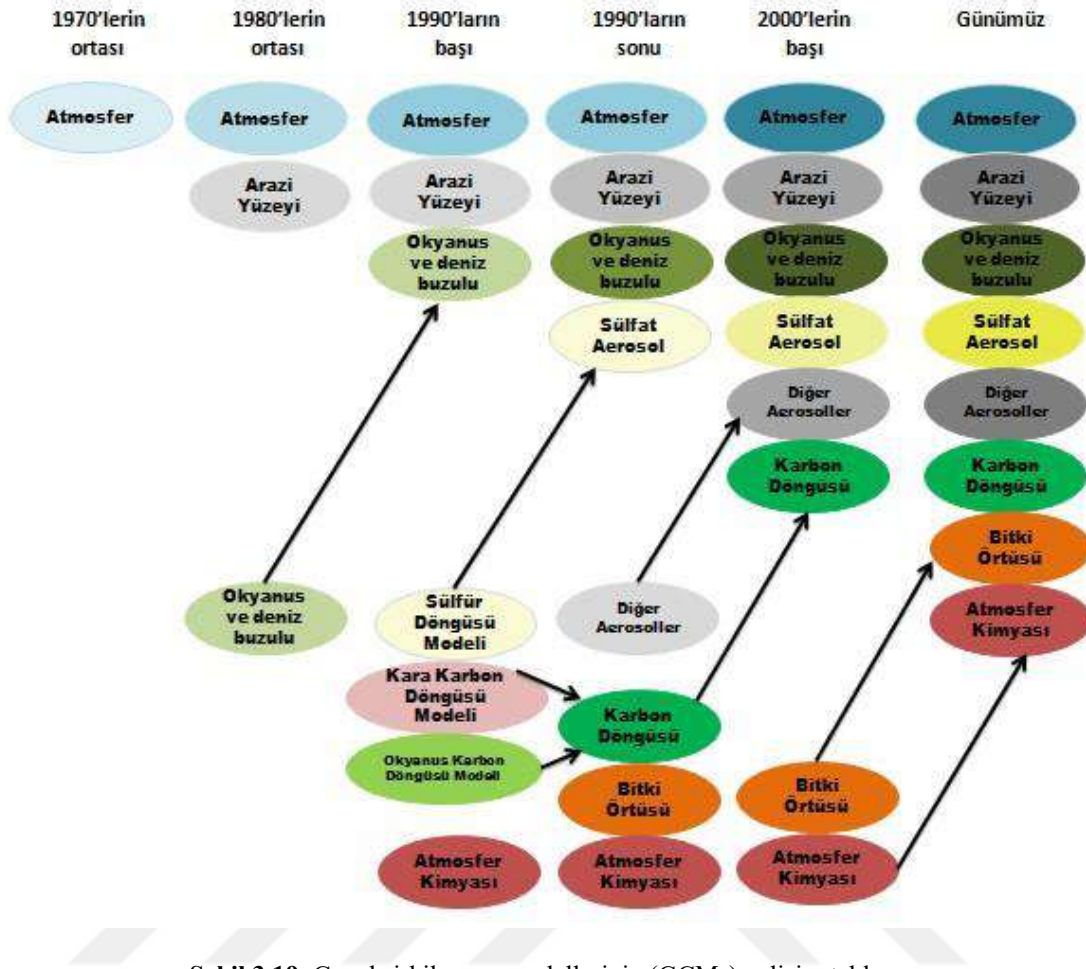 1970'lerin
ortası
1980'lerin
ortası
1990'ların
başı
1990'ların
sonu
2000'lerin
başı
Günümüz
Atmosfer
Atmosfer
Atmosfer
Atmosfer
Atmosfer
Atmosfer
Arazi
Yüzeyi
Arazi
Yüzeyi
Arazi
Yüzeyi
Arazi
Yüzeyi
Arazi
Yüzeyi
Okyanus
ve deniz
buzulu
Okyanus
ve deniz
buzulu
Okyanus
ve deniz
buzulu
Okyanus
ve deniz
buzulu
Sülfat
Aerosol
Sülfat
Aerosol
Sülfat
Aerosol
Diğer
Aerosoller
Diğer
Aerosoller
Karbon
Döngüsü
Karbon
Döngüsü
Bitki
Örtüsü
Atmosfer
Kimyası
Okyanus
ve deniz
buzulu
Sülfür
Döngüsü
Modeli
Diğer
Aerosoller
Kara Karbon
Döngüsü
Modeli
Karbon
Döngüsü
Okyanus Karbon
Döngüsü Modeli
Bitki
Örtüsü
Bitki
Örtüsü
Atmosfer
Kimyası
Atmosfer
Kimyası
Atmosfer
Kimyası